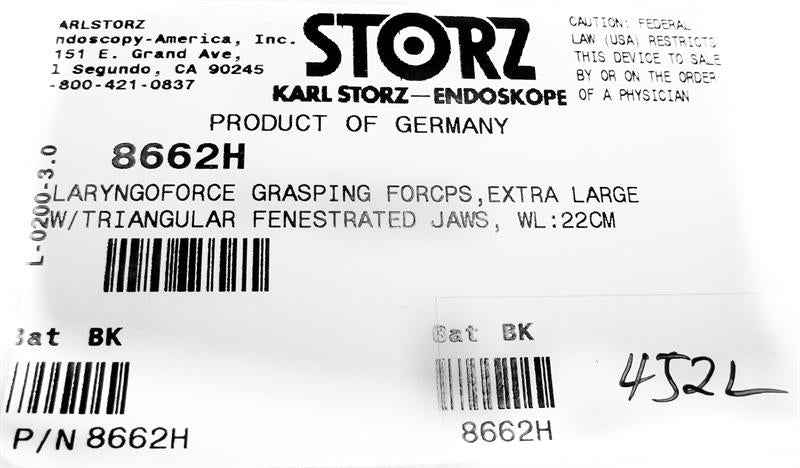 ARLSTORZ
ndoscopy-America, Inc.
151 E. Grand Ave,
l Segundo, CA 90245
-800-421-0837
STORZ
KARL STORZ—ENDOSKOPE
CAUTION: FEDERAL
LAW (USA) RESTRICTS
THIS DEVICE TO SALE
BY OR ON THE ORDER
OF A PHYSICIAN
PRODUCT OF GERMANY
8662H
L-0200-3.0
LARYNGOFORCE GRASPING FORCPS,EXTRA LARGE
W/TRIANGULAR FENESTRATED JAWS, WL:22CM
Bat BK
P/N 8662H
Bat BK
8662H
452L